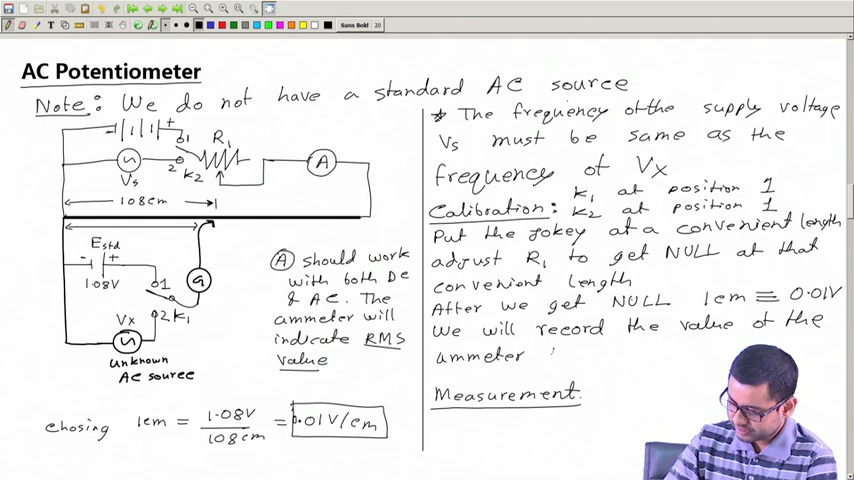 Sans Bold 20
AC Potentiometer
Note: We do not have a standard AC source
+
-
1
R1
2
K2
Vs
A
108cm
Estd
- +
1.08V
1
G
2 K1
Vx
Unknown
AC source
A should work
with both DC
& AC. The
ammeter will
indicate RMS
value
chosing 1cm = 1.08V / 108cm = 0.01V/cm
* The frequency of the supply voltage
Vs must be same as the
frequency of Vx
K1 at position 1
Calibration: K2 at position 1
Put the jokey at a convenient length
adjust R1 to get NULL at that
convenient length
After we get NULL 1cm ≡ 0.01V
We will record the value of the
ammeter
Measurement.